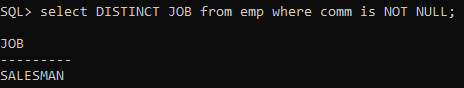 SQL> select DISTINCT JOB from emp where comm is NOT NULL;
JOB
---------
SALESMAN